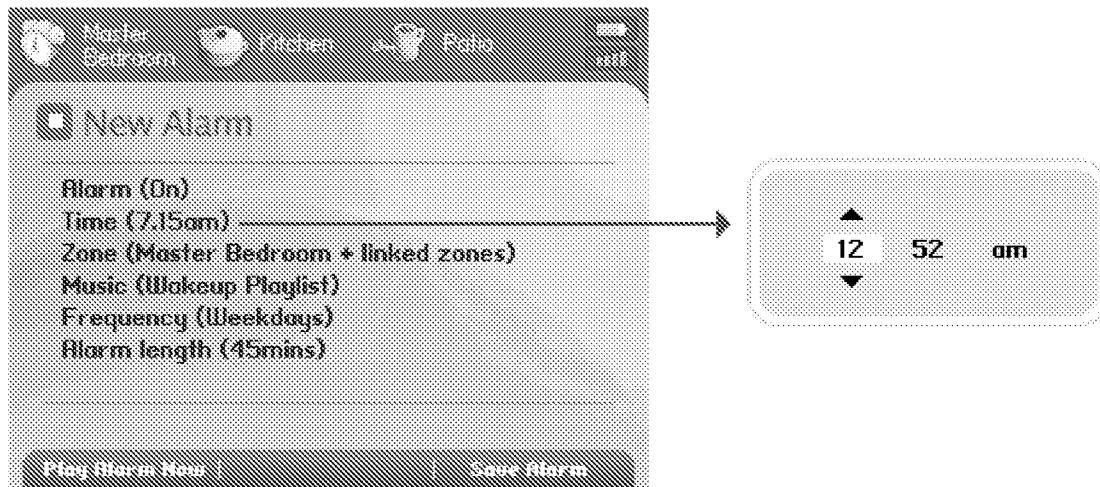 Master
Bedroom
Kitchen
Patio
New Alarm
Alarm (On)
Time (7.15am)
Zone (Master Bedroom + linked zones)
Music (Wakeup Playlist)
Frequency (Weekdays)
Alarm length (45mins)
12 52 am
Play Alarm Now
Save Alarm